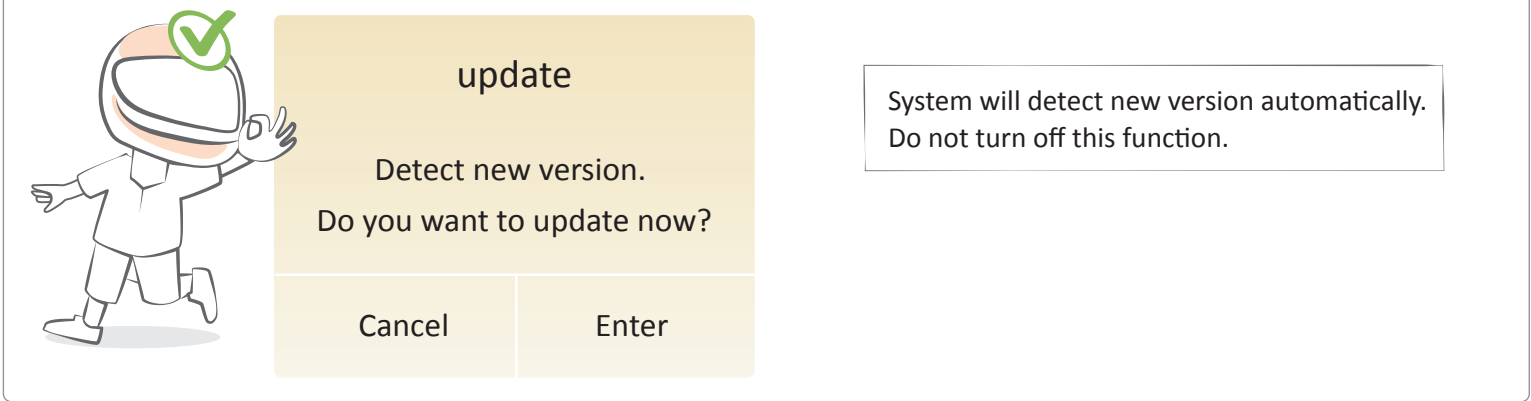 update
Detect new version.
Do you want to update now?
Cancel
Enter
System will detect new version automatically.
Do not turn off this function.